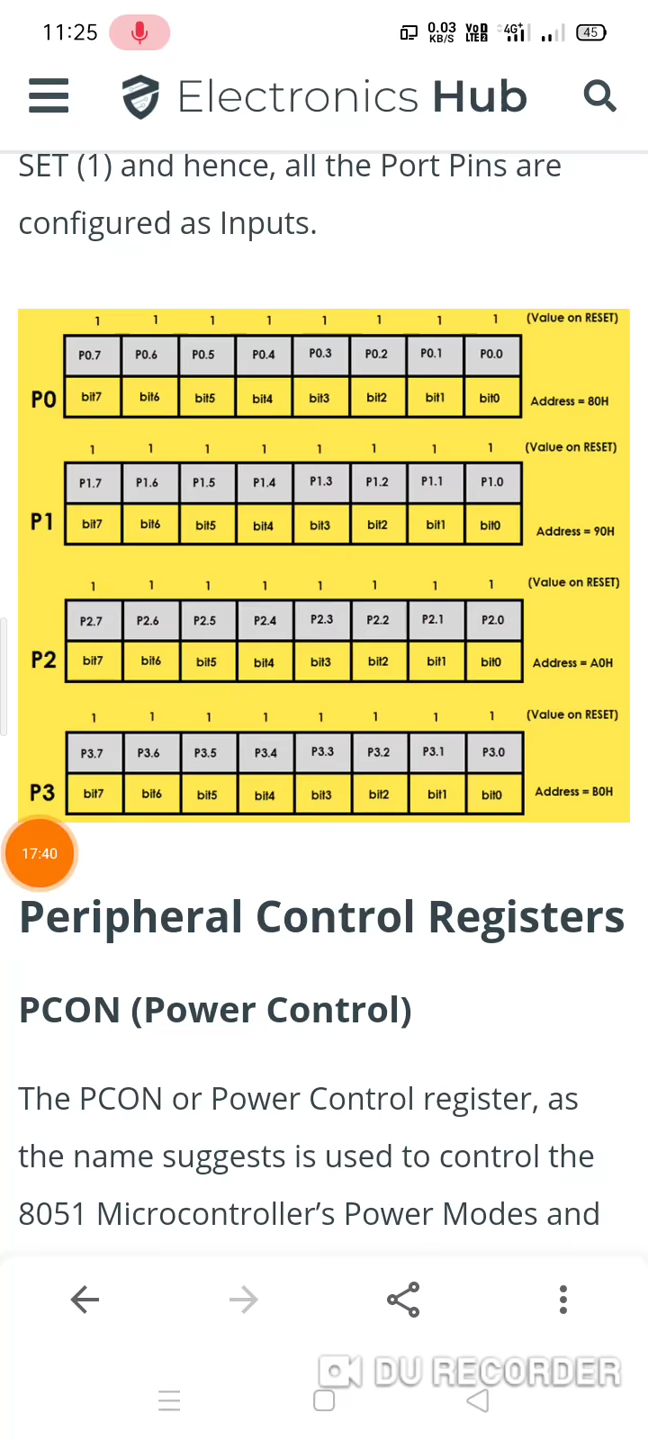 11:25 0.03 KB/S VoD LTE2 4G+ 45
Electronics Hub
SET (1) and hence, all the Port Pins are
configured as Inputs.
1 1 1 1 1 1 1 1 (Value on RESET)
P0.7 P0.6 P0.5 P0.4 P0.3 P0.2 P0.1 P0.0
P0 bit7 bit6 bit5 bit4 bit3 bit2 bit1 bit0 Address = 80H
1 1 1 1 1 1 1 1 (Value on RESET)
P1.7 P1.6 P1.5 P1.4 P1.3 P1.2 P1.1 P1.0
P1 bit7 bit6 bit5 bit4 bit3 bit2 bit1 bit0 Address = 90H
1 1 1 1 1 1 1 1 (Value on RESET)
P2.7 P2.6 P2.5 P2.4 P2.3 P2.2 P2.1 P2.0
P2 bit7 bit6 bit5 bit4 bit3 bit2 bit1 bit0 Address = A0H
1 1 1 1 1 1 1 1 (Value on RESET)
P3.7 P3.6 P3.5 P3.4 P3.3 P3.2 P3.1 P3.0
P3 bit7 bit6 bit5 bit4 bit3 bit2 bit1 bit0 Address = B0H
17:40
Peripheral Control Registers
PCON (Power Control)
The PCON or Power Control register, as
the name suggests is used to control the
8051 Microcontroller’s Power Modes and
DU RECORDER